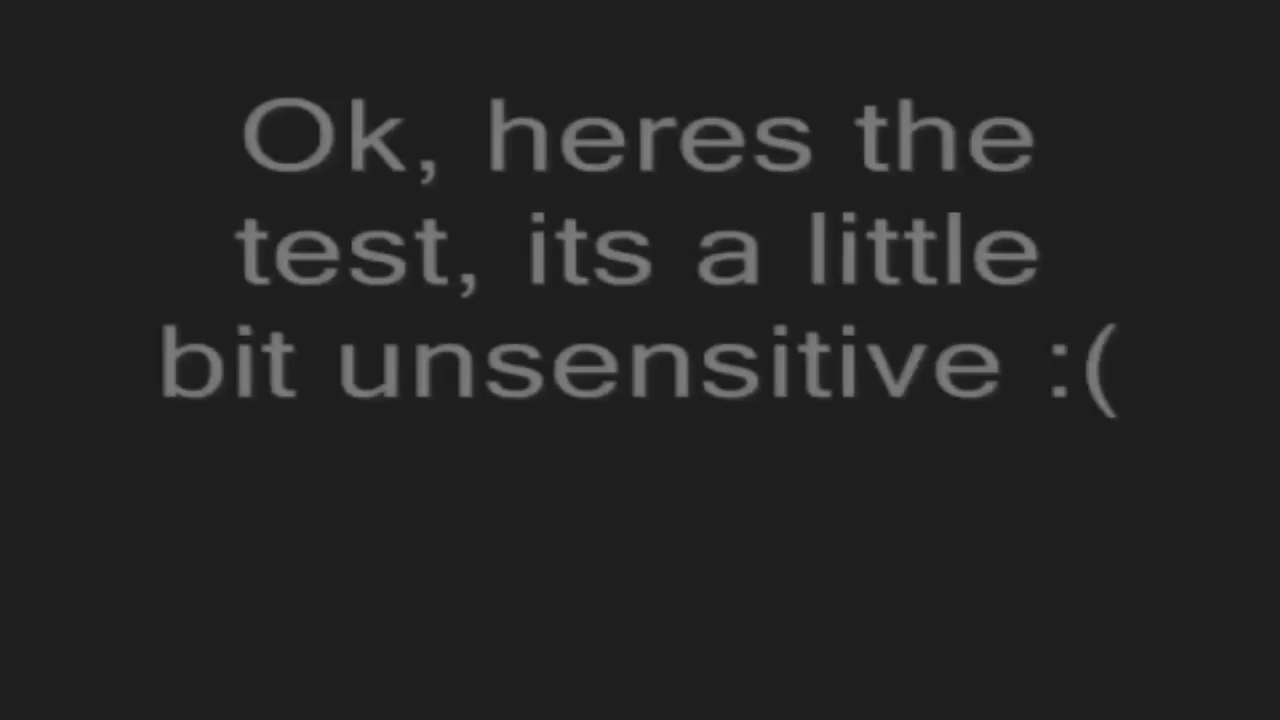 Ok, heres the
test, its a little
bit unsensitive :(